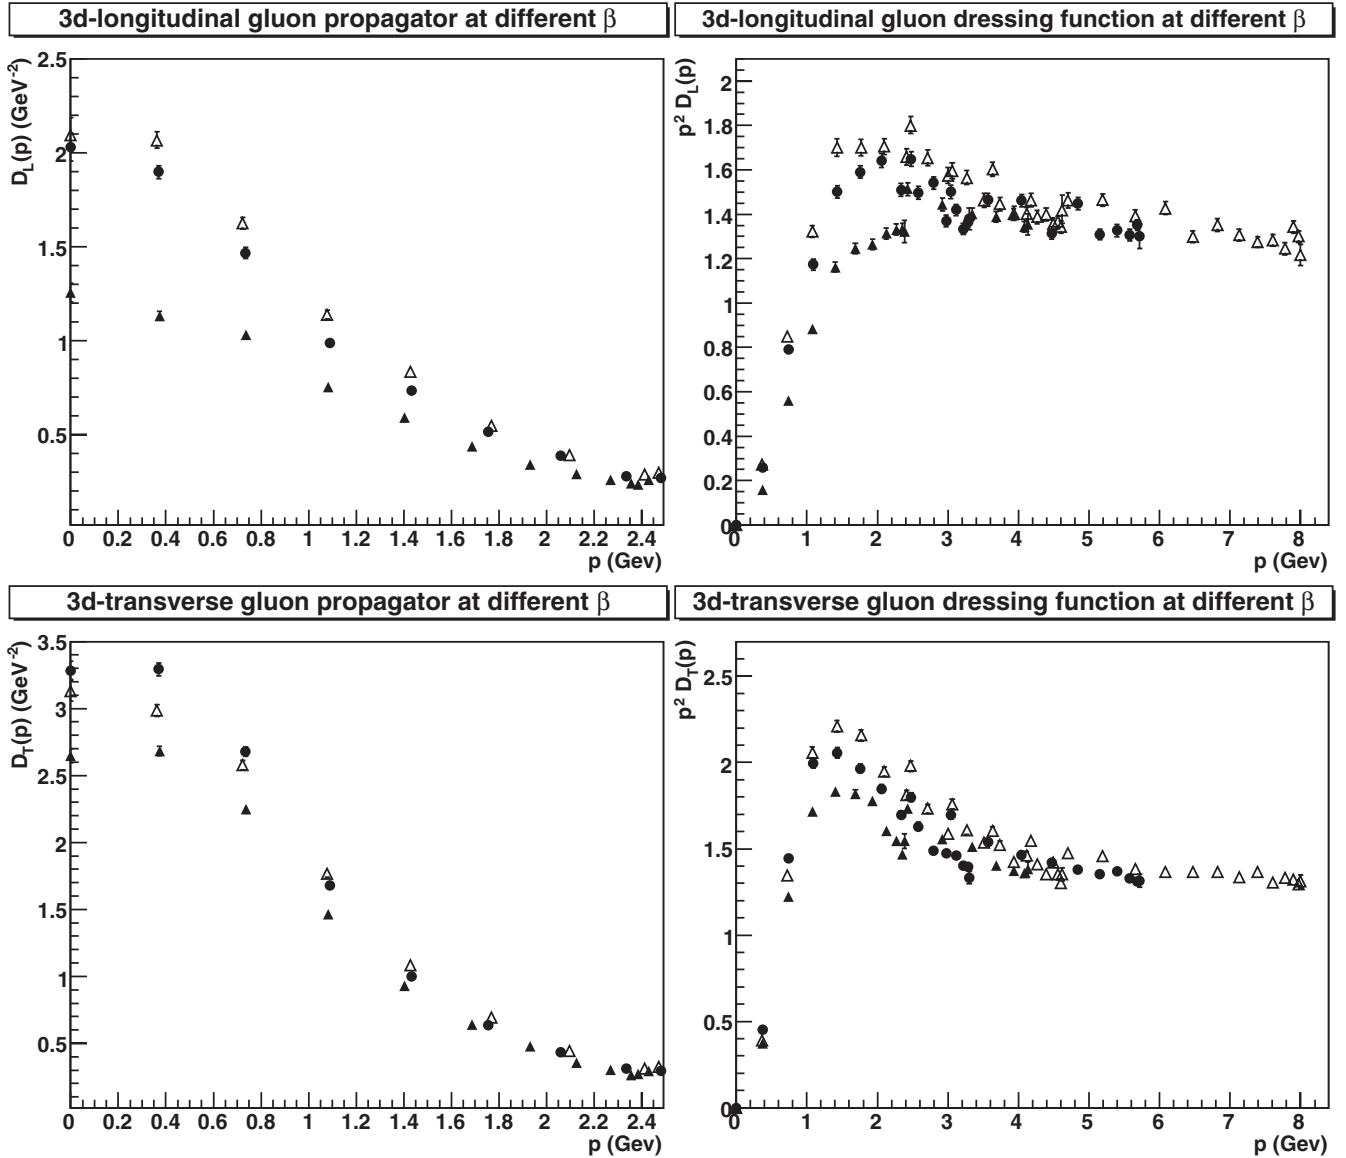 3d-longitudinal gluon propagator at different β
D_L(p) (GeV⁻²)
2.5
2
1.5
1
0.5
0 0.2 0.4 0.6 0.8 1 1.2 1.4 1.6 1.8 2 2.2 2.4
p (Gev)
3d-longitudinal gluon dressing function at different β
p² D_L(p)
2
1.8
1.6
1.4
1.2
1
0.8
0.6
0.4
0.2
0
0 1 2 3 4 5 6 7 8
p (Gev)
3d-transverse gluon propagator at different β
D_T(p) (GeV⁻²)
3.5
3
2.5
2
1.5
1
0.5
0 0.2 0.4 0.6 0.8 1 1.2 1.4 1.6 1.8 2 2.2 2.4
p (Gev)
3d-transverse gluon dressing function at different β
p² D_T(p)
2.5
2
1.5
1
0.5
0
0 1 2 3 4 5 6 7 8
p (Gev)